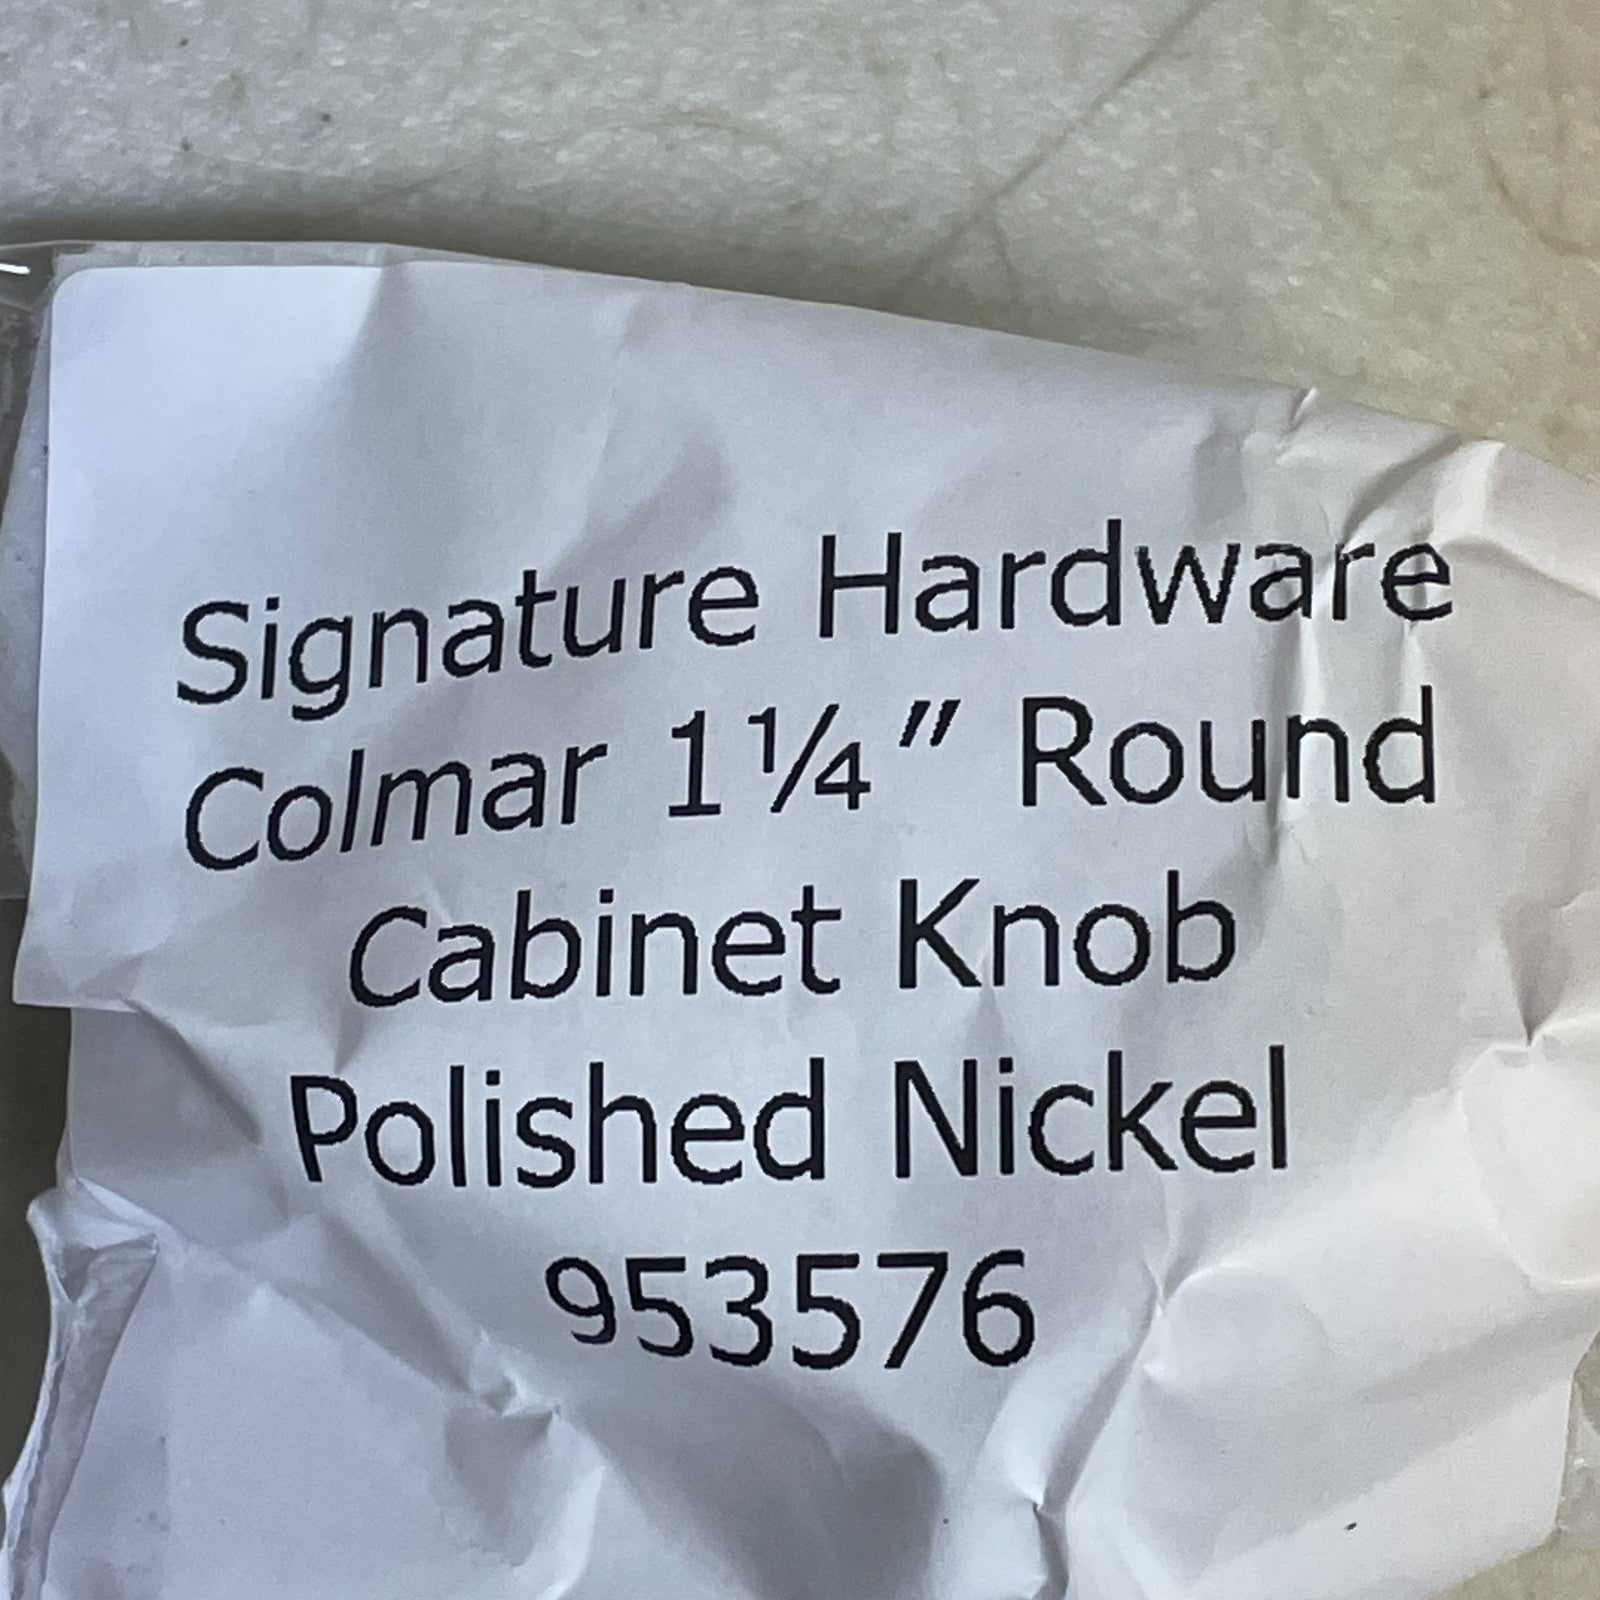 Signature Hardware
Colmar 1¼” Round
Cabinet Knob
Polished Nickel
953576